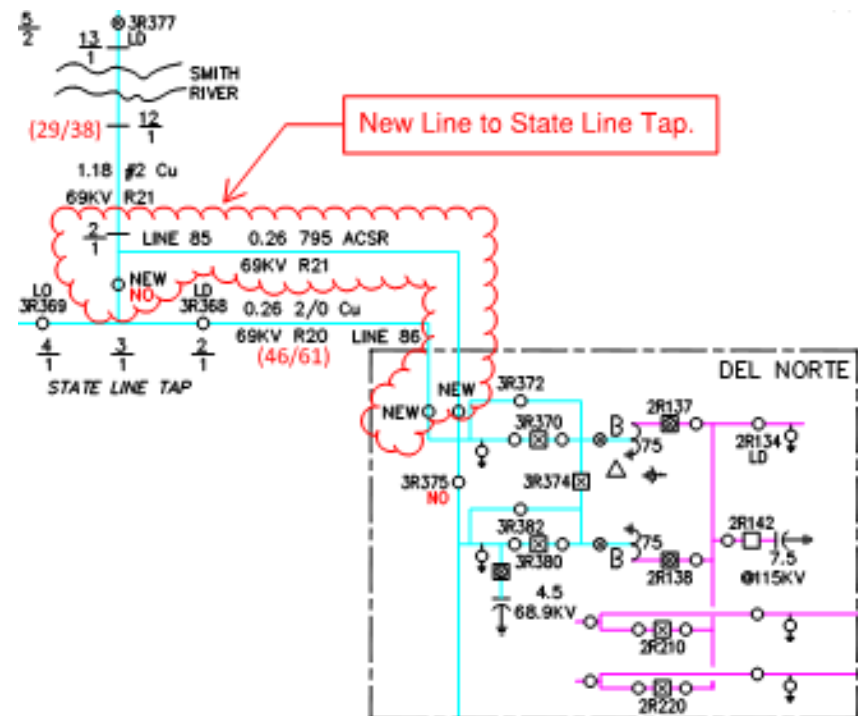 5
2
3R377
LD
13
1
SMITH
RIVER
(29/38)
12
1
New Line to State Line Tap.
1.18 #2 Cu
69KV R21
2
1
LINE 85 0.26 795 ACSR
69KV R21
NEW
NO
LO
3R369
LD
3R368
0.26 2/0 Cu
69KV R20 LINE 86
(46/61)
4
1
3
1
2
1
STATE LINE TAP
DEL NORTE
NEW
NEW
3R372
3R370
B
75
2R137
2R134
LD
3R375
NO
3R374
3R382
3R380
B
75
2R138
2R142
7.5
@115KV
4.5
68.9KV
2R210
2R220